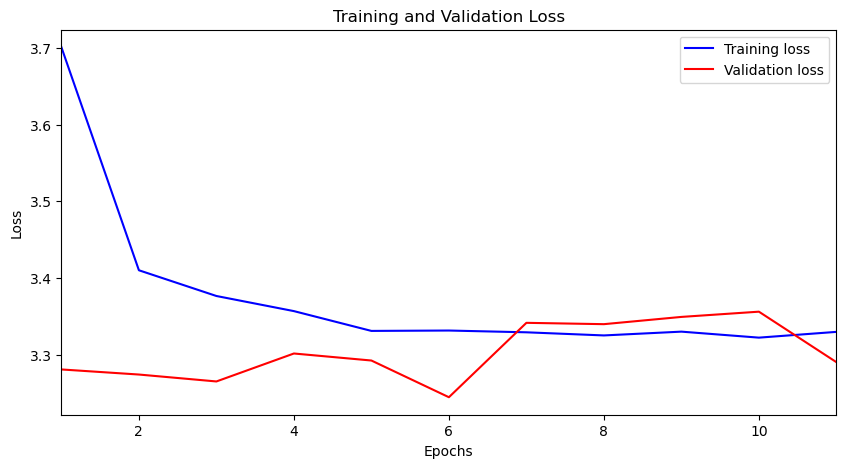 Training and Validation Loss
Training loss
Validation loss
3.7
3.6
3.5
3.4
3.3
Loss
2
4
6
8
10
Epochs